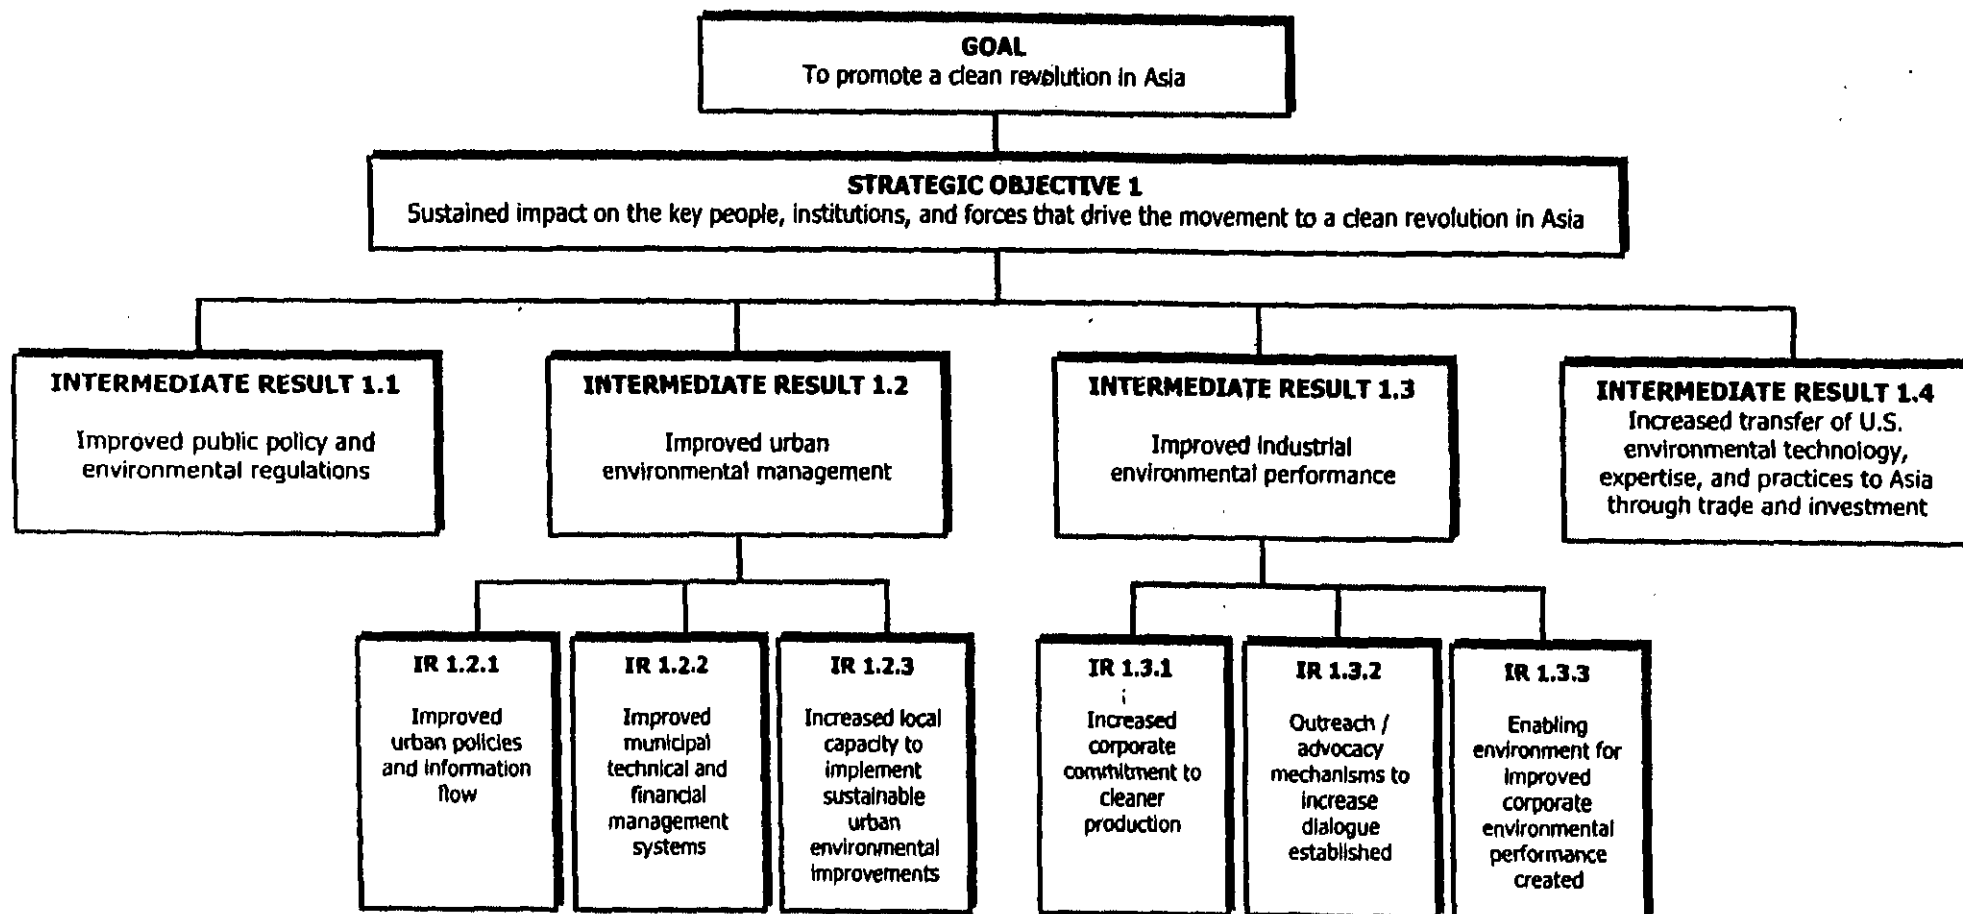 GOAL
To promote a clean revolution in Asia
STRATEGIC OBJECTIVE 1
Sustained impact on the key people, institutions, and forces that drive the movement to a clean revolution in Asia
INTERMEDIATE RESULT 1.1
Improved public policy and
environmental regulations
INTERMEDIATE RESULT 1.2
Improved urban
environmental management
INTERMEDIATE RESULT 1.3
Improved industrial
environmental performance
INTERMEDIATE RESULT 1.4
Increased transfer of U.S.
environmental technology,
expertise, and practices to Asia
through trade and investment
IR 1.2.1
Improved
urban policies
and information
flow
IR 1.2.2
Improved
municipal
technical and
financial
management
systems
IR 1.2.3
Increased local
capacity to
implement
sustainable
urban
environmental
improvements
IR 1.3.1
Increased
corporate
commitment to
cleaner
production
IR 1.3.2
Outreach /
advocacy
mechanisms to
increase
dialogue
established
IR 1.3.3
Enabling
environment for
improved
corporate
environmental
performance
created